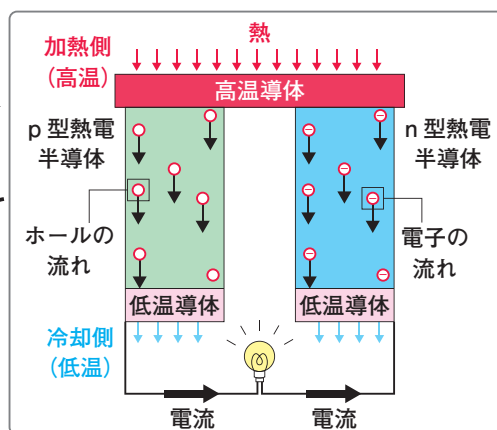 熱
加熱側
（高温）
高温導体
p 型熱電
半導体
n 型熱電
半導体
ホールの
流れ
電子の
流れ
低温導体
低温導体
冷却側
（低温）
電流
電流